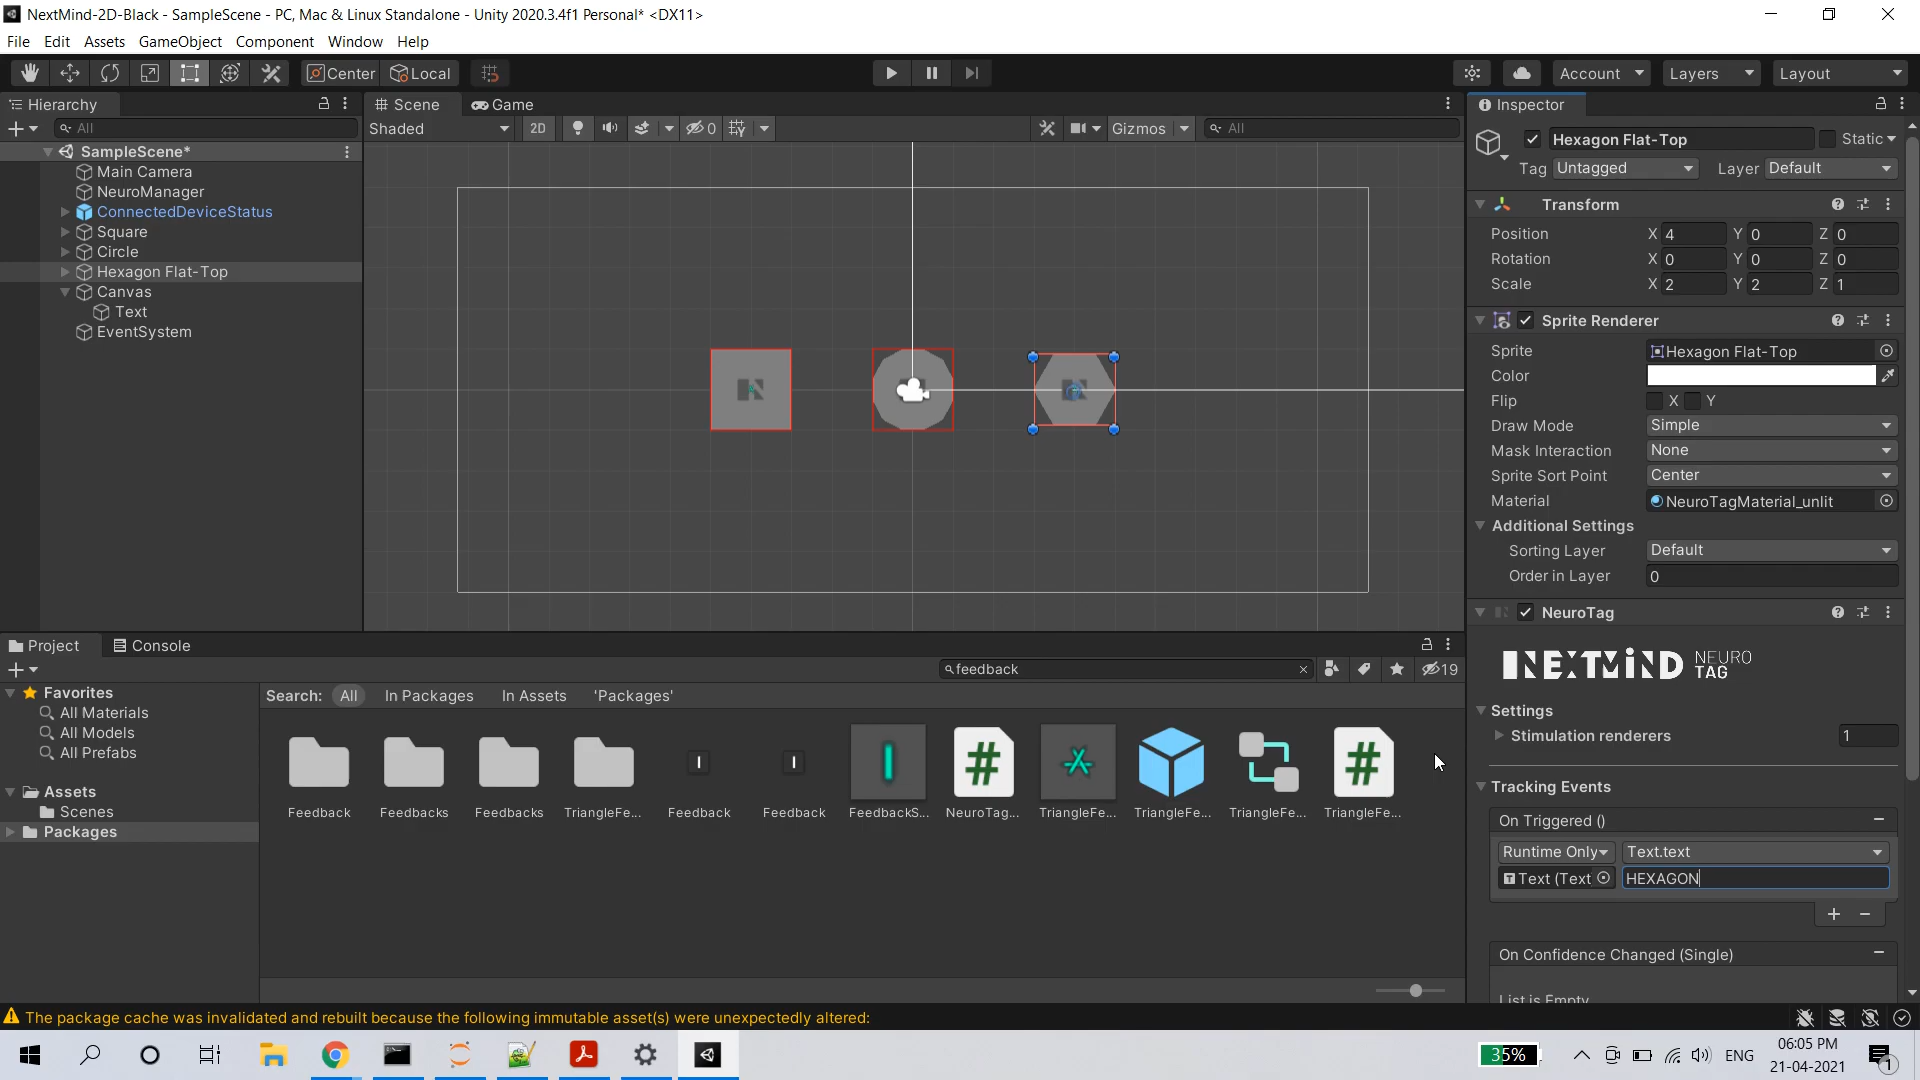 NextMind-2D-Black - SampleScene - PC, Mac & Linux Standalone - Unity 2020.3.4f1 Personal* <DX11>
File Edit Assets GameObject Component Window Help
Center Local Account Layers Layout
Hierarchy
All
SampleScene*
Main Camera
NeuroManager
ConnectedDeviceStatus
Square
Circle
Hexagon Flat-Top
Canvas
Text
EventSystem
Scene Game
Shaded 2D 0 Gizmos All
Inspector
Hexagon Flat-Top Static
Tag Untagged Layer Default
Transform
Position X 4 Y 0 Z 0
Rotation X 0 Y 0 Z 0
Scale X 2 Y 2 Z 1
Sprite Renderer
Sprite Hexagon Flat-Top
Color
Flip X Y
Draw Mode Simple
Mask Interaction None
Sprite Sort Point Center
Material NeuroTagMaterial_unlit
Additional Settings
Sorting Layer Default
Order in Layer 0
NeuroTag
NEXTMIND NEURO TAG
Settings
Stimulation renderers 1
Tracking Events
On Triggered ()
Runtime Only Text.text
Text (Text HEXAGON
On Confidence Changed (Single)
List is Empty
Project Console
feedback 19
Favorites
All Materials
All Models
All Prefabs
Assets
Scenes
Packages
Search: All In Packages In Assets 'Packages'
Feedback Feedbacks Feedbacks TriangleFe... Feedback Feedback FeedbackS... NeuroTag... TriangleFe... TriangleFe... TriangleFe... TriangleFe...
The package cache was invalidated and rebuilt because the following immutable asset(s) were unexpectedly altered:
35% ENG 06:05 PM
21-04-2021
1